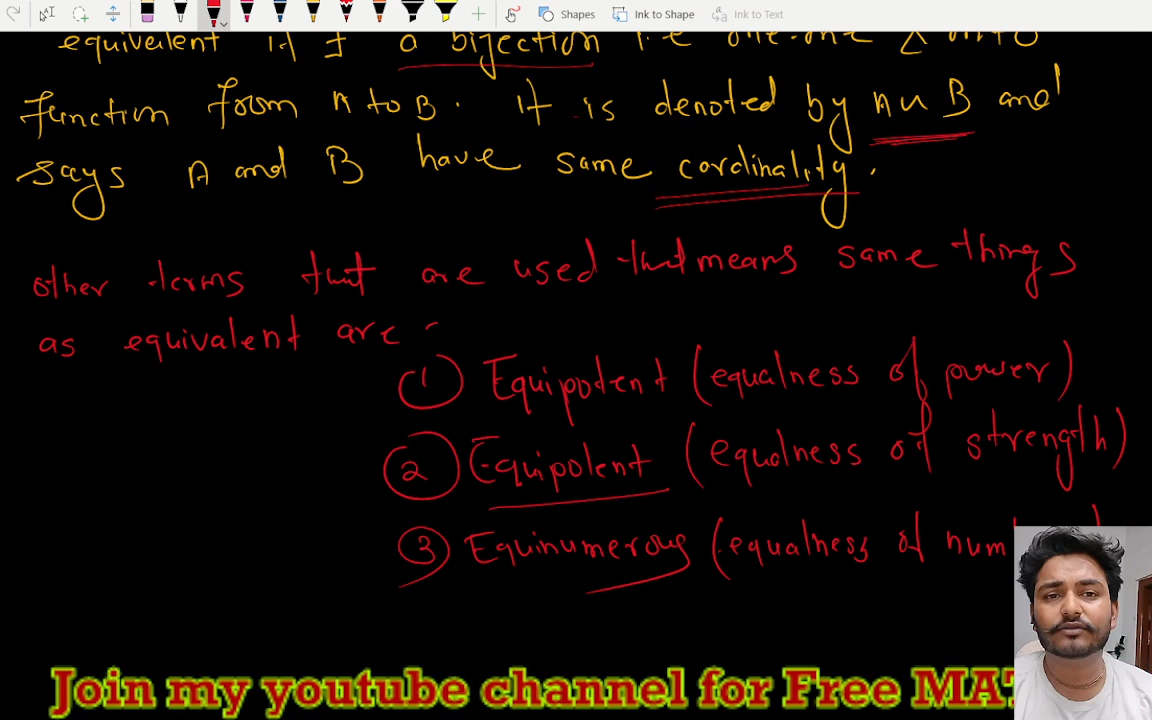 Shapes Ink to Shape Ink to Text
equivalent if ∃ a bijection i.e one-one & onto
function from A to B. It is denoted by A ∪ B and
says A and B have same cordinality.
other terms that are used that means same things
as equivalent are -
① Equipotent (equalness of power)
② Equipolent (equalness of strength)
③ Equinumerous (equalness of num
Join my youtube channel for Free MA